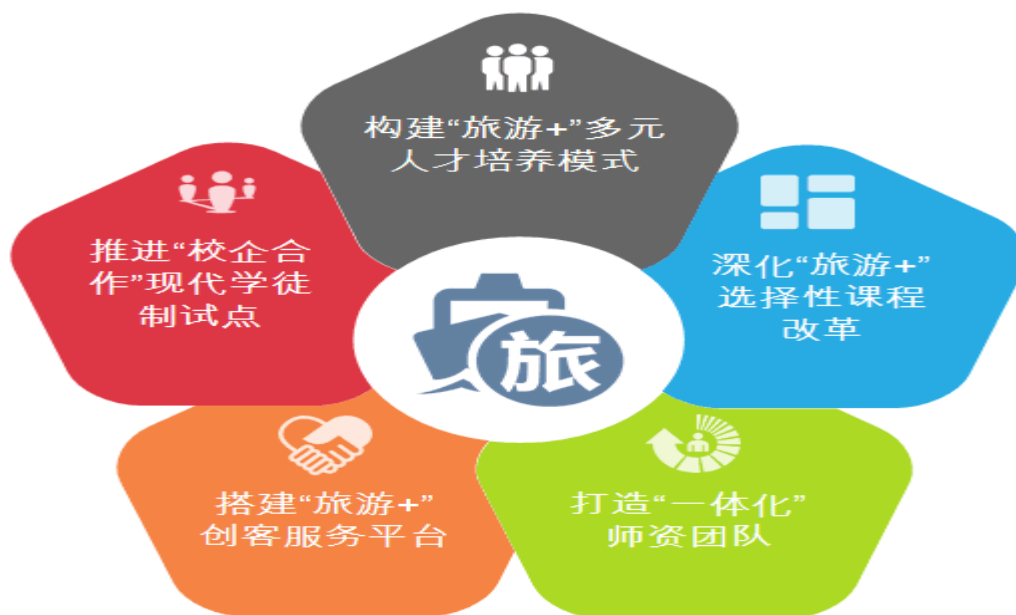 构建“旅游+”多元
人才培养模式
推进“校企合
作”现代学徒
制试点
深化“旅游+”
选择性课程
改革
旅
搭建“旅游+”
创客服务平台
打造“一体化”
师资团队